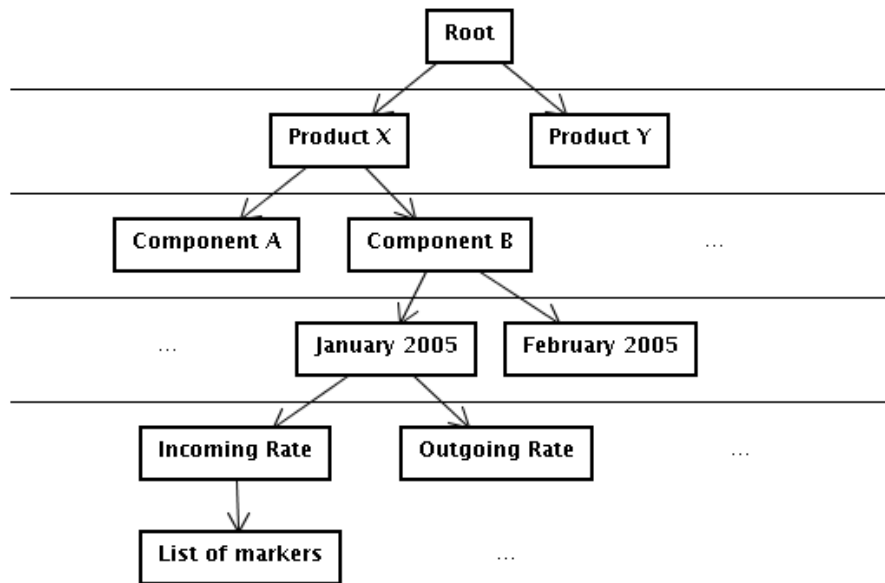 Root
Product X
Product Y
Component A
Component B
...
...
January 2005
February 2005
Incoming Rate
Outgoing Rate
...
List of markers
...